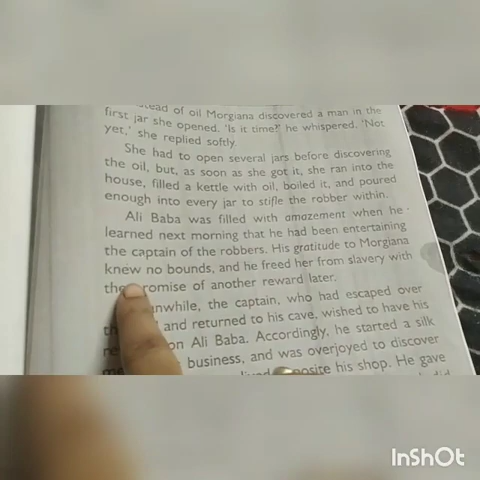 of oil Morgiana discovered a man in the
first jar she opened. 'Is it time?' he whispered. 'Not
yet,' she replied softly.
She had to open several jars before discovering
the oil, but, as soon as she got it, she ran into the
house, filled a kettle with oil, boiled it, and poured
enough into every jar to stifle the robber within.
Ali Baba was filled with amazement when he
learned next morning that he had been entertaining
the captain of the robbers. His gratitude to Morgiana
knew no bounds, and he freed her from slavery with
the romise of another reward later.
nwhile, the captain, who had escaped over
th and returned to his cave, wished to have his
re on Ali Baba. Accordingly, he started a silk
me business, and was overjoyed to discover
posite his shop. He gave
InShOt